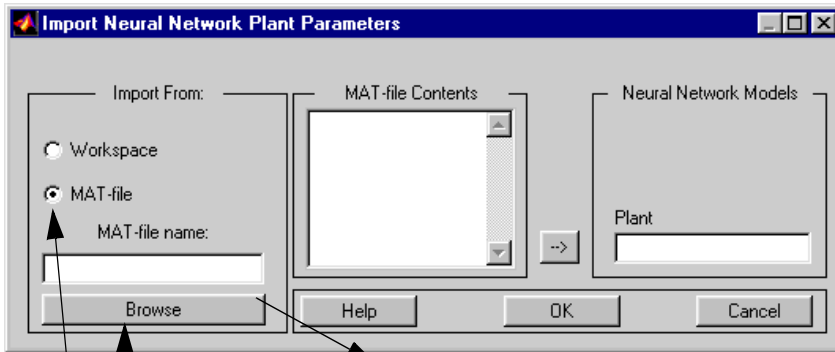 Import Neural Network Plant Parameters
Import From:
Workspace
MAT-file
MAT-file name:
Browse
MAT-file Contents
-->
Neural Network Models
Plant
Help
OK
Cancel